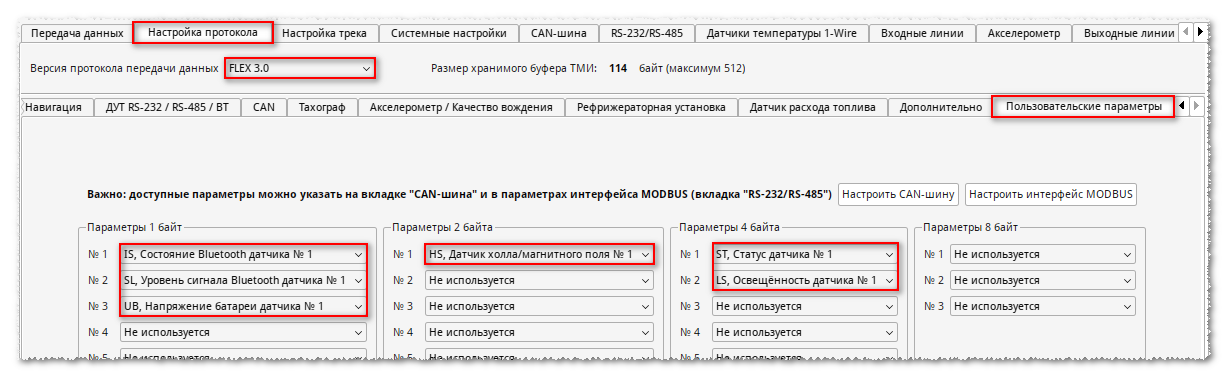 Передача данных Настройка протокола Настройка трека Системные настройки CAN-шина RS-232/RS-485 Датчики температуры 1-Wire Входные линии Акселерометр Выходные линии
Версия протокола передачи данных FLEX 3.0 Размер хранимого буфера ТМИ: 114 байт (максимум 512)
Навигация ДУТ RS-232 / RS-485 / BT CAN Тахограф Акселерометр / Качество вождения Рефрижераторная установка Датчик расхода топлива Дополнительно Пользовательские параметры
Важно: доступные параметры можно указать на вкладке "CAN-шина" и в параметрах интерфейса MODBUS (вкладка "RS-232/RS-485") Настроить CAN-шину Настроить интерфейс MODBUS
Параметры 1 байт Параметры 2 байта Параметры 4 байта Параметры 8 байт
№ 1 IS, Состояние Bluetooth датчика № 1 № 1 HS, Датчик холла/магнитного поля № 1 № 1 ST, Статус датчика № 1 № 1 Не используется
№ 2 SL, Уровень сигнала Bluetooth датчика № 1 № 2 Не используется № 2 LS, Освещённость датчика № 1 № 2 Не используется
№ 3 UB, Напряжение батареи датчика № 1 № 3 Не используется № 3 Не используется № 3 Не используется
№ 4 Не используется № 4 Не используется № 4 Не используется
№ 5 Не используется № 5 Не используется № 5 Не используется